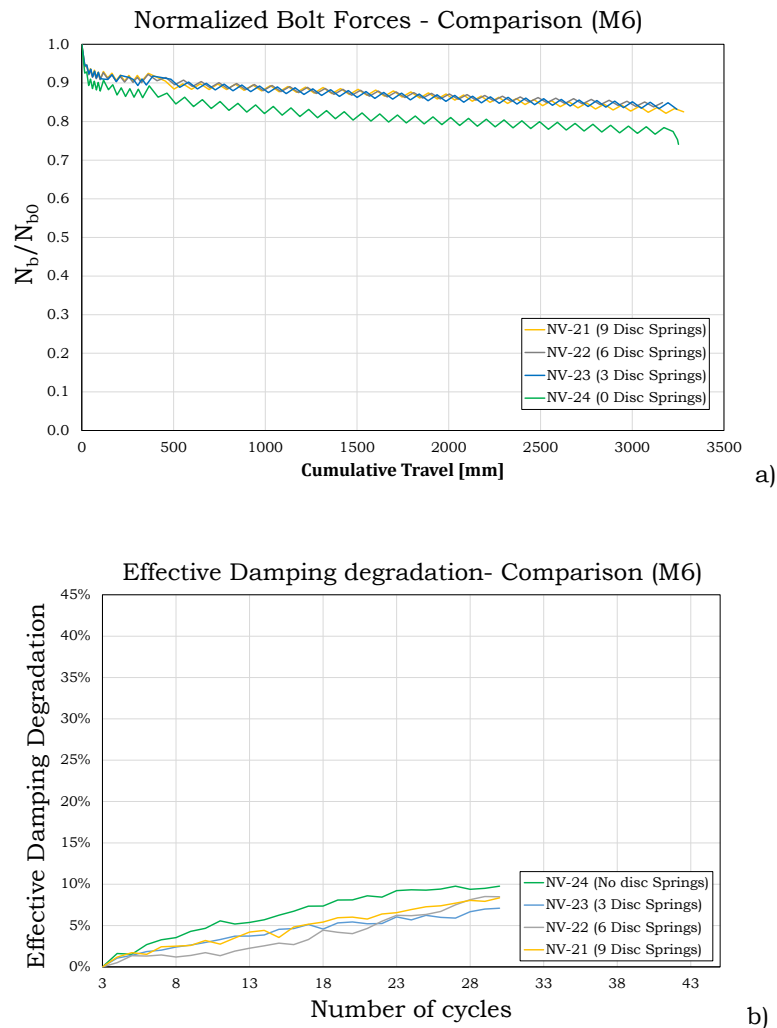 Normalized Bolt Forces - Comparison (M6)
1.0
0.9
0.8
0.7
0.6
0.5
0.4
0.3
0.2
0.1
0.0
N_b/N_b0
0 500 1000 1500 2000 2500 3000 3500
Cumulative Travel [mm]
NV-21 (9 Disc Springs)
NV-22 (6 Disc Springs)
NV-23 (3 Disc Springs)
NV-24 (0 Disc Springs)
a)
Effective Damping degradation- Comparison (M6)
45%
40%
35%
30%
25%
20%
15%
10%
5%
0%
Effective Damping Degradation
3 8 13 18 23 28 33 38 43
Number of cycles
NV-24 (No disc Springs)
NV-23 (3 Disc Springs)
NV-22 (6 Disc Springs)
NV-21 (9 Disc Springs)
b)